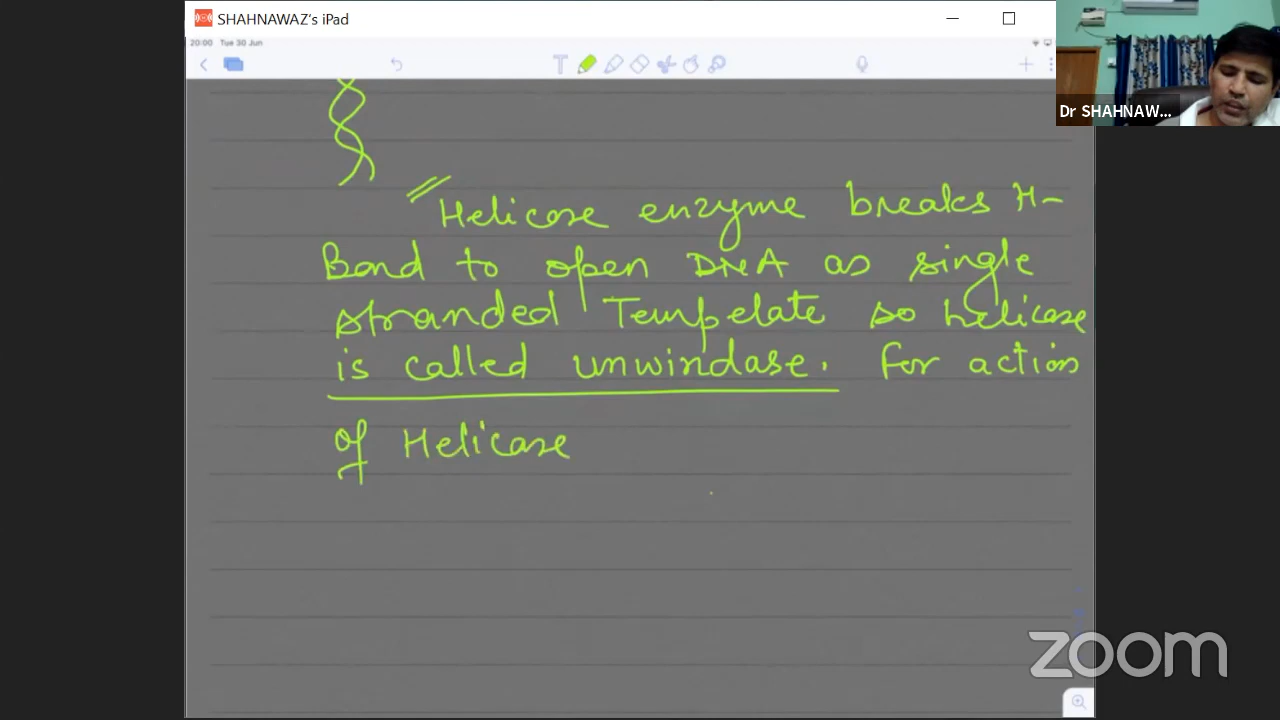 SHAHNAWAZ's iPad
20:00 Tue 30 Jun
Dr SHAHNAW...
Helicase enzyme breaks H-
Bond to open DNA as single
stranded Tempelate so helicase
is called unwindase. For action
of Helicase
zoom